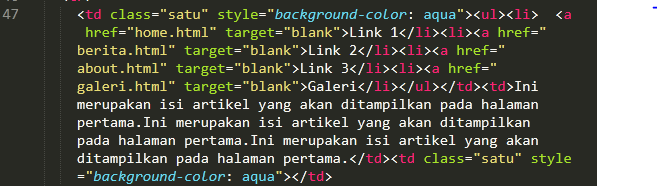 47 <td class="satu" style="background-color: aqua"><ul><li>  <a
href="home.html" target="blank">Link 1</li><li><a href="
berita.html" target="blank">Link 2</li><li><a href="
about.html" target="blank">Link 3</li><li><a href="
galeri.html" target="blank">Galeri</li></ul></td><td>Ini
merupakan isi artikel yang akan ditampilkan pada halaman
pertama.Ini merupakan isi artikel yang akan ditampilkan
pada halaman pertama.Ini merupakan isi artikel yang akan
ditampilkan pada halaman pertama.</td><td class="satu" style
="background-color: aqua"></td>